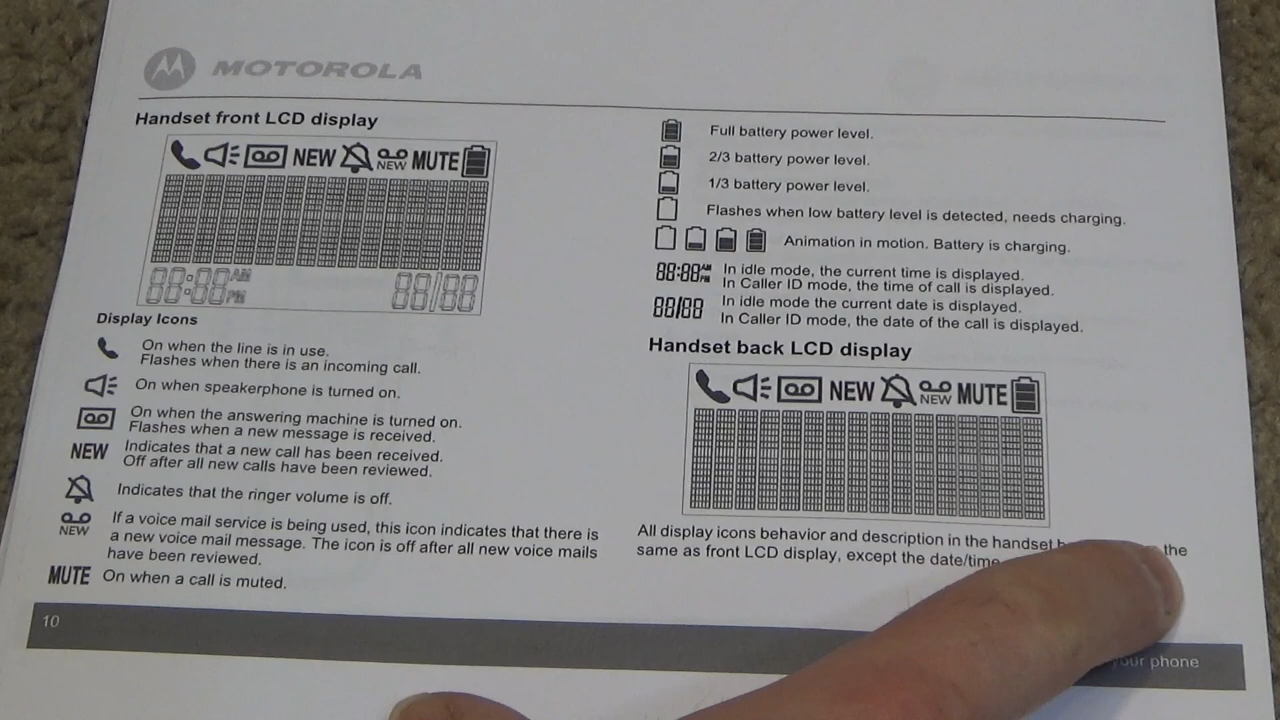 MOTOROLA
Handset front LCD display
NEW NEW MUTE
88:88 AM PM 88/88
Display Icons
On when the line is in use.
Flashes when there is an incoming call.
On when speakerphone is turned on.
On when the answering machine is turned on.
Flashes when a new message is received.
NEW Indicates that a new call has been received.
Off after all new calls have been reviewed.
Indicates that the ringer volume is off.
NEW If a voice mail service is being used, this icon indicates that there is
a new voice mail message. The icon is off after all new voice mails
have been reviewed.
MUTE On when a call is muted.
10
Full battery power level.
2/3 battery power level.
1/3 battery power level.
Flashes when low battery level is detected, needs charging.
Animation in motion. Battery is charging.
88:88 AM PM In idle mode, the current time is displayed.
In Caller ID mode, the time of call is displayed.
88/88 In idle mode the current date is displayed.
In Caller ID mode, the date of the call is displayed.
Handset back LCD display
NEW NEW MUTE
All display icons behavior and description in the handset the
same as front LCD display, except the date/time
your phone